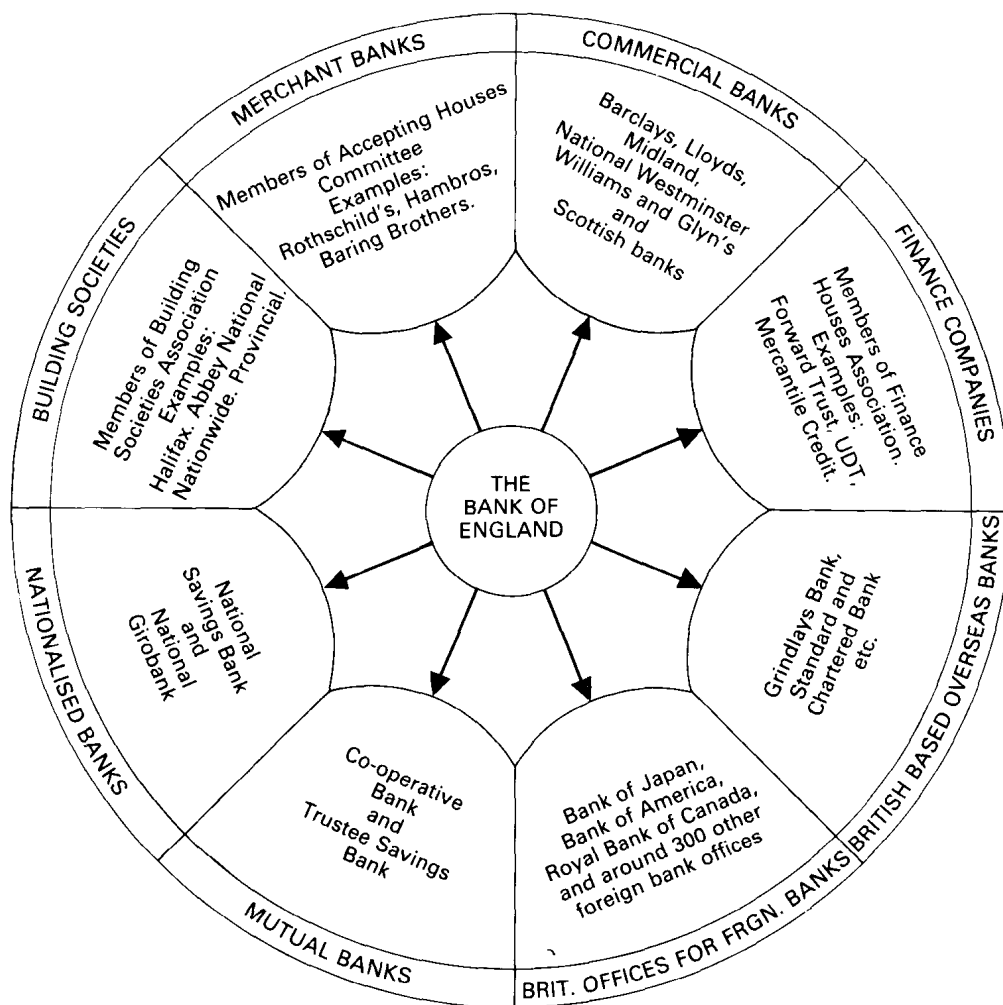 MERCHANT BANKS
Members of Accepting Houses
Committee
Examples:
Rothschild's, Hambros,
Baring Brothers.
COMMERCIAL BANKS
Barclays, Lloyds,
Midland,
National Westminster
Williams and Glyn's
and
Scottish banks
FINANCE COMPANIES
Members of Finance
Houses Association.
Examples:
Forward Trust, UDT,
Mercantile Credit.
BRITISH BASED OVERSEAS BANKS
Grindlays Bank,
Standard and
Chartered Bank
etc.
BRIT. OFFICES FOR FRGN. BANKS
Bank of Japan,
Bank of America,
Royal Bank of Canada,
and around 300 other
foreign bank offices
MUTUAL BANKS
Co-operative
Bank
and
Trustee Savings
Bank
NATIONALISED BANKS
National
Savings Bank
and
National
Girobank
BUILDING SOCIETIES
Members of Building
Societies Association
Examples:
Halifax. Abbey National
Nationwide. Provincial.
THE
BANK OF
ENGLAND